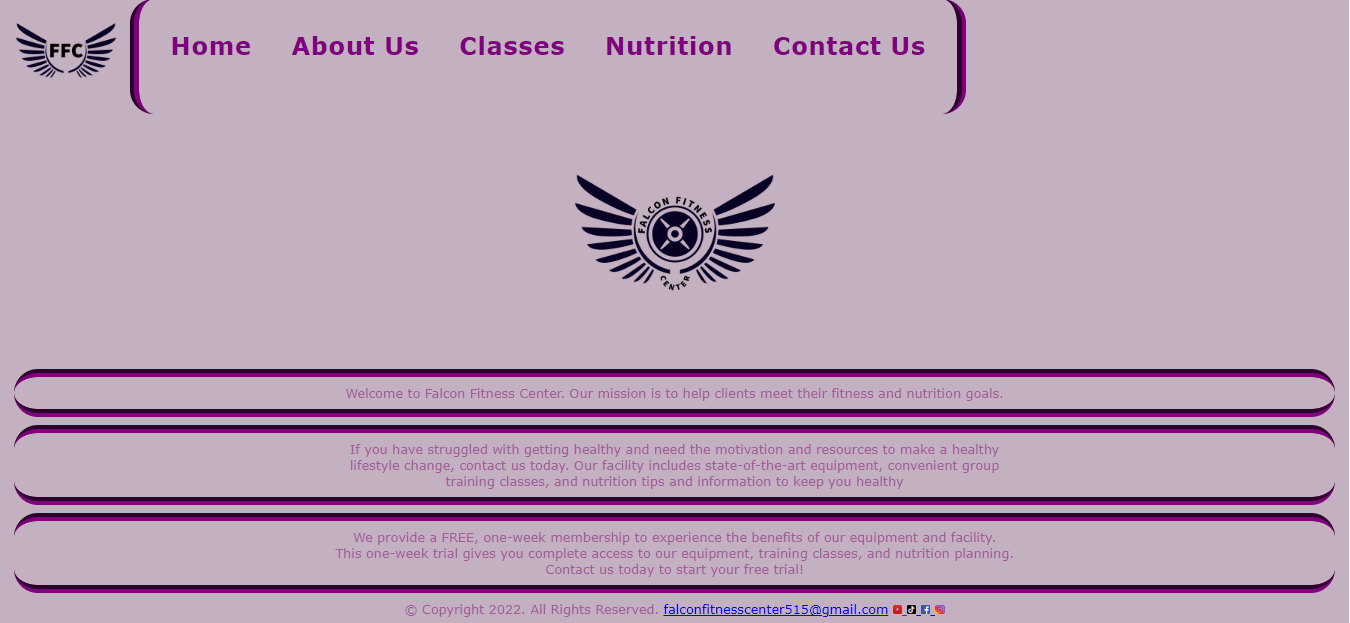 FFC
Home About Us Classes Nutrition Contact Us
FALCON FITNESS
CENTER
Welcome to Falcon Fitness Center. Our mission is to help clients meet their fitness and nutrition goals.
If you have struggled with getting healthy and need the motivation and resources to make a healthy
lifestyle change, contact us today. Our facility includes state-of-the-art equipment, convenient group
training classes, and nutrition tips and information to keep you healthy
We provide a FREE, one-week membership to experience the benefits of our equipment and facility.
This one-week trial gives you complete access to our equipment, training classes, and nutrition planning.
Contact us today to start your free trial!
© Copyright 2022. All Rights Reserved. falconfitnesscenter515@gmail.com